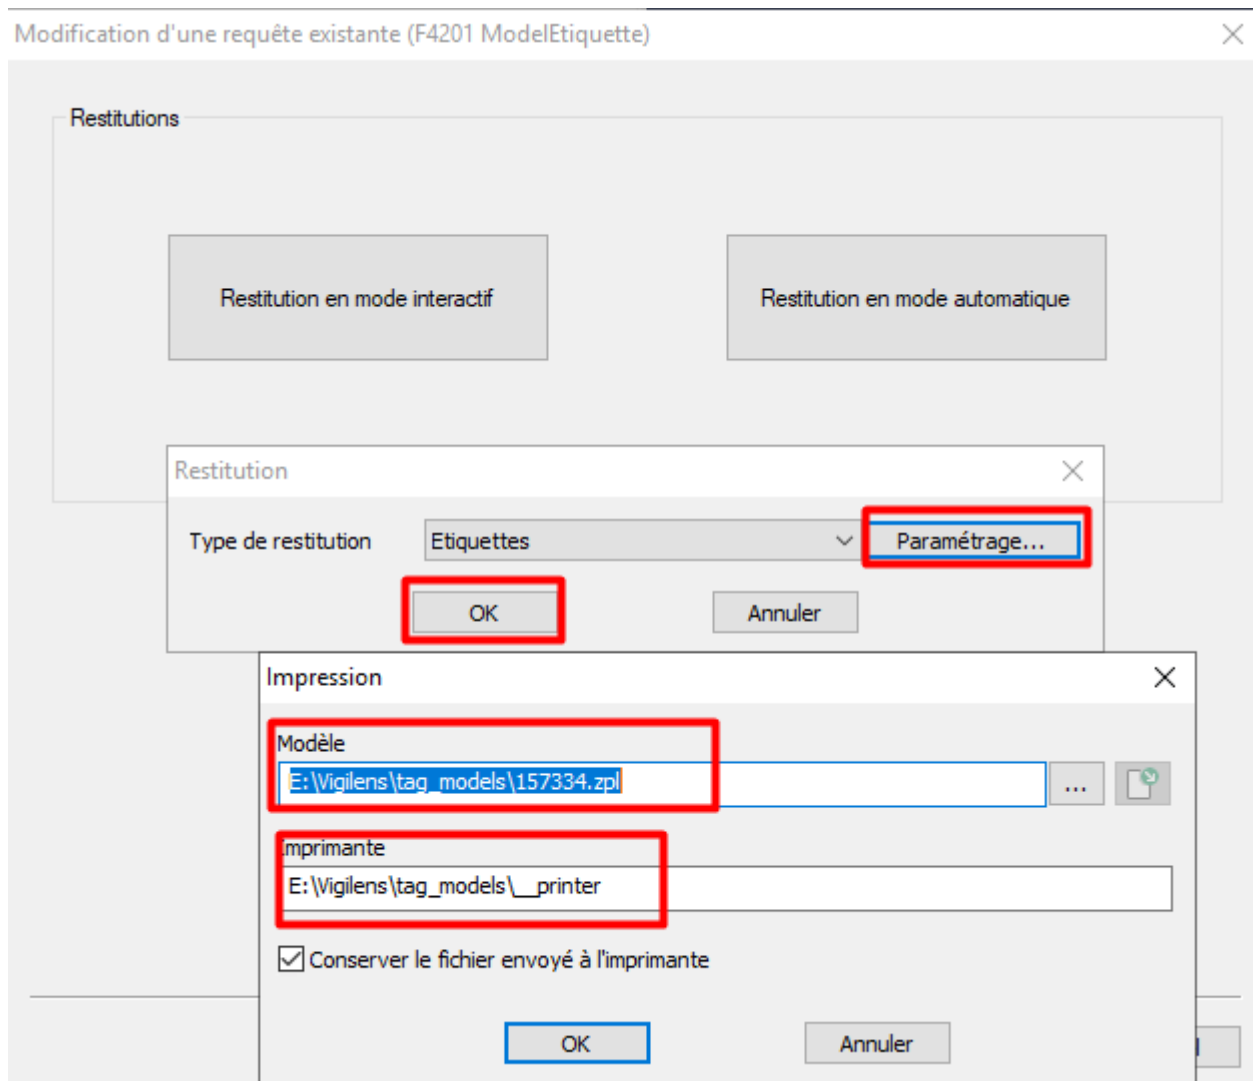 Modification d'une requête existante (F4201 ModelEtiquette)
Restitutions
Restitution en mode interactif
Restitution en mode automatique
Restitution
Type de restitution
Etiquettes
Paramétrage...
OK
Annuler
Impression
Modèle
E:\Vigilens\tag_models\157334.zpl
...
Imprimante
E:\Vigilens\tag_models\__printer
Conserver le fichier envoyé à l'imprimante
OK
Annuler